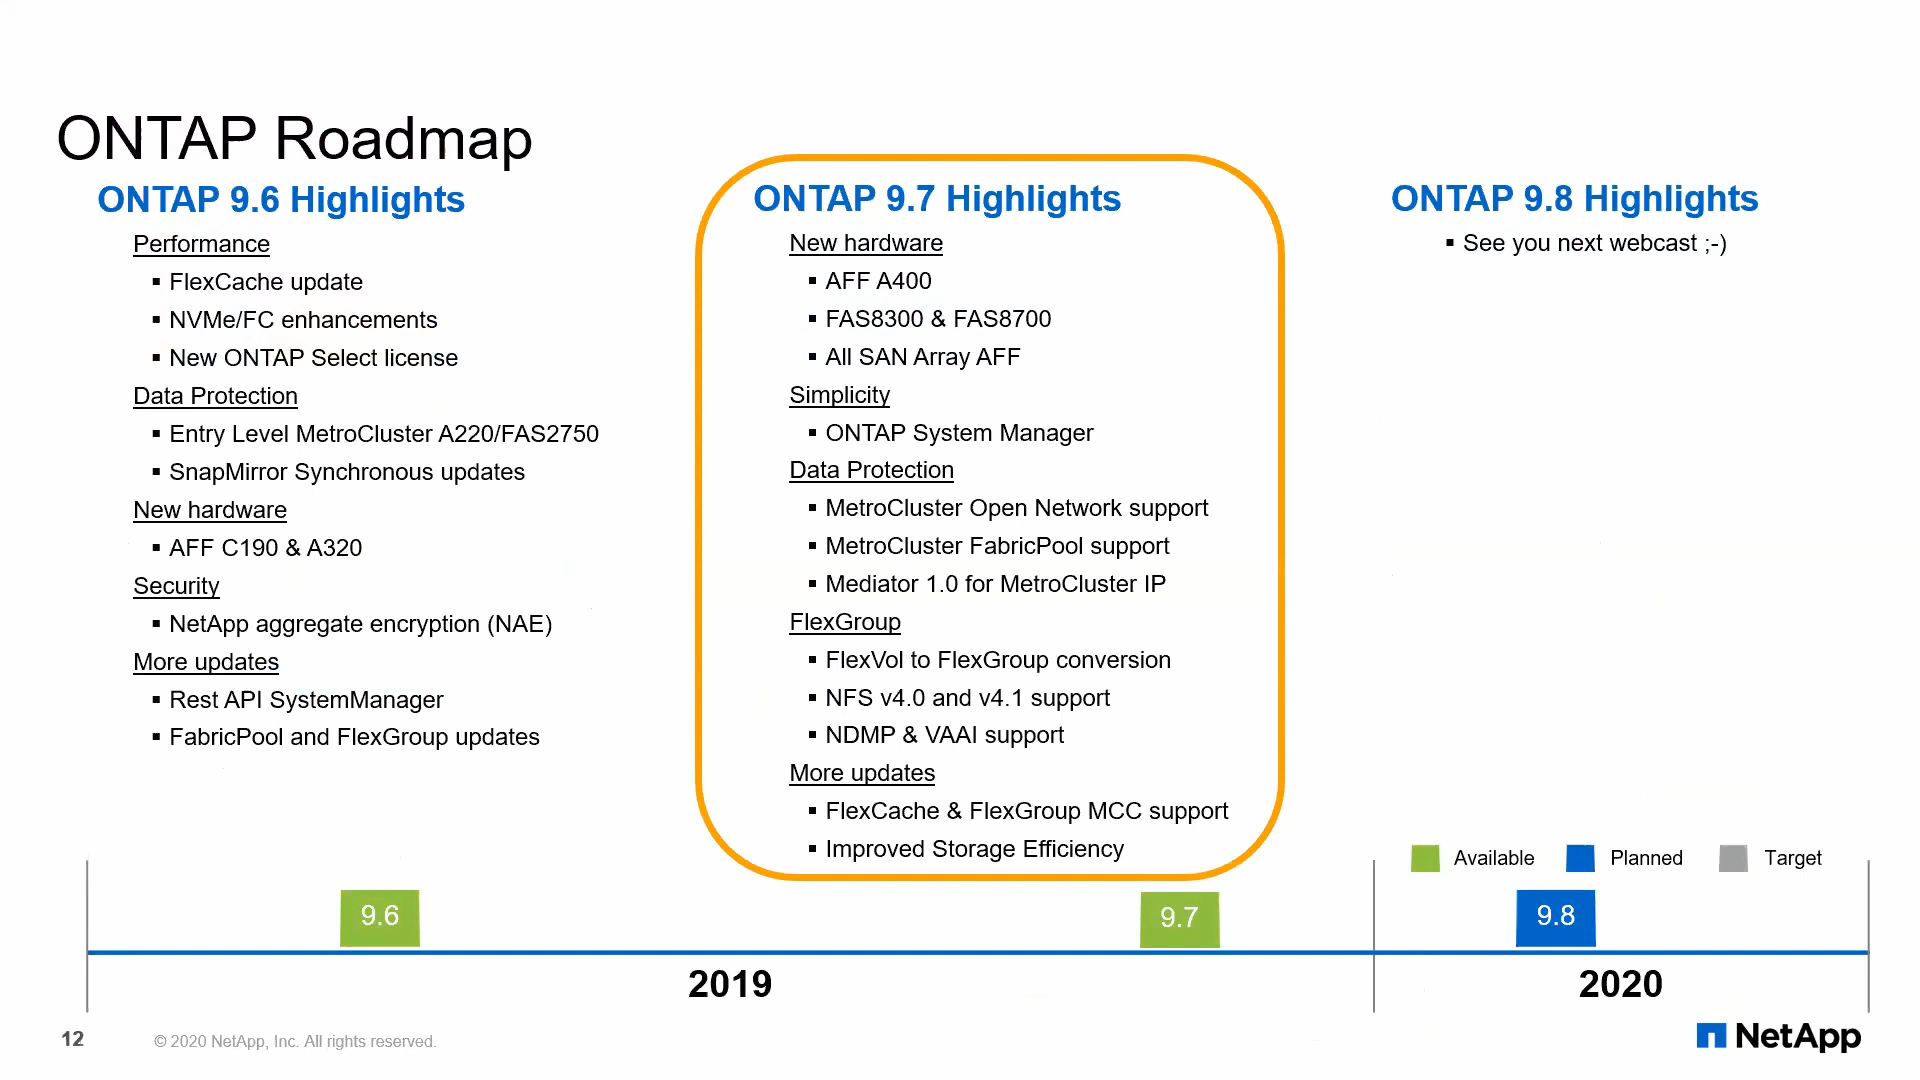 ONTAP Roadmap
ONTAP 9.6 Highlights
Performance
▪ FlexCache update
▪ NVMe/FC enhancements
▪ New ONTAP Select license
Data Protection
▪ Entry Level MetroCluster A220/FAS2750
▪ SnapMirror Synchronous updates
New hardware
▪ AFF C190 & A320
Security
▪ NetApp aggregate encryption (NAE)
More updates
▪ Rest API SystemManager
▪ FabricPool and FlexGroup updates
ONTAP 9.7 Highlights
New hardware
▪ AFF A400
▪ FAS8300 & FAS8700
▪ All SAN Array AFF
Simplicity
▪ ONTAP System Manager
Data Protection
▪ MetroCluster Open Network support
▪ MetroCluster FabricPool support
▪ Mediator 1.0 for MetroCluster IP
FlexGroup
▪ FlexVol to FlexGroup conversion
▪ NFS v4.0 and v4.1 support
▪ NDMP & VAAI support
More updates
▪ FlexCache & FlexGroup MCC support
▪ Improved Storage Efficiency
ONTAP 9.8 Highlights
▪ See you next webcast ;-)
Available Planned Target
9.6 9.7 9.8
2019 2020
12 © 2020 NetApp, Inc. All rights reserved.
NetApp